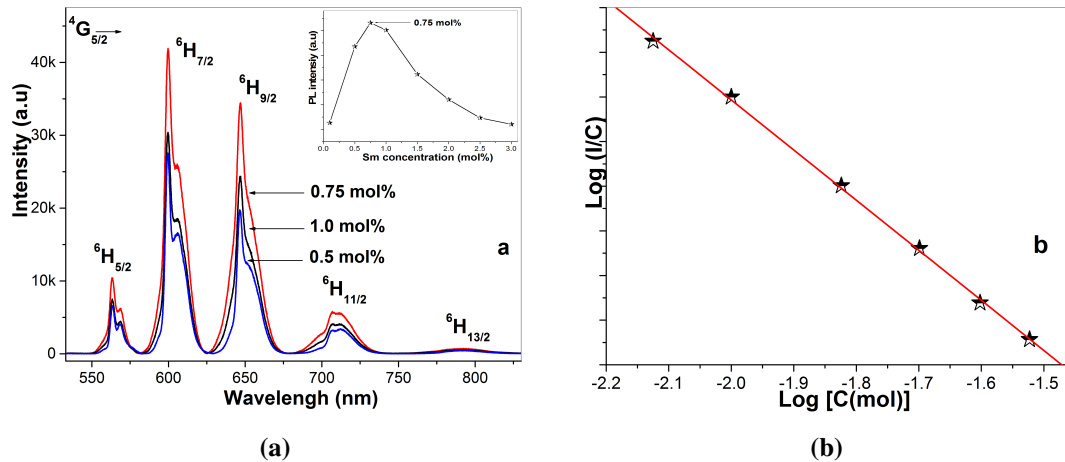 ⁴G₅/₂
⁶H₇/₂
⁶H₉/₂
⁶H₅/₂
⁶H₁₁/₂
⁶H₁₃/₂
0.75 mol%
1.0 mol%
0.5 mol%
a
Intensity (a.u)
40k
30k
20k
10k
0
550 600 650 700 750 800
Wavelengh (nm)
0.75 mol%
PL intensiy (a.u)
0.0 0.5 1.0 1.5 2.0 2.5 3.0
Sm concentration (mol%)
(a)
Log (I/C)
b
-2.2 -2.1 -2.0 -1.9 -1.8 -1.7 -1.6 -1.5
Log [C(mol)]
(b)